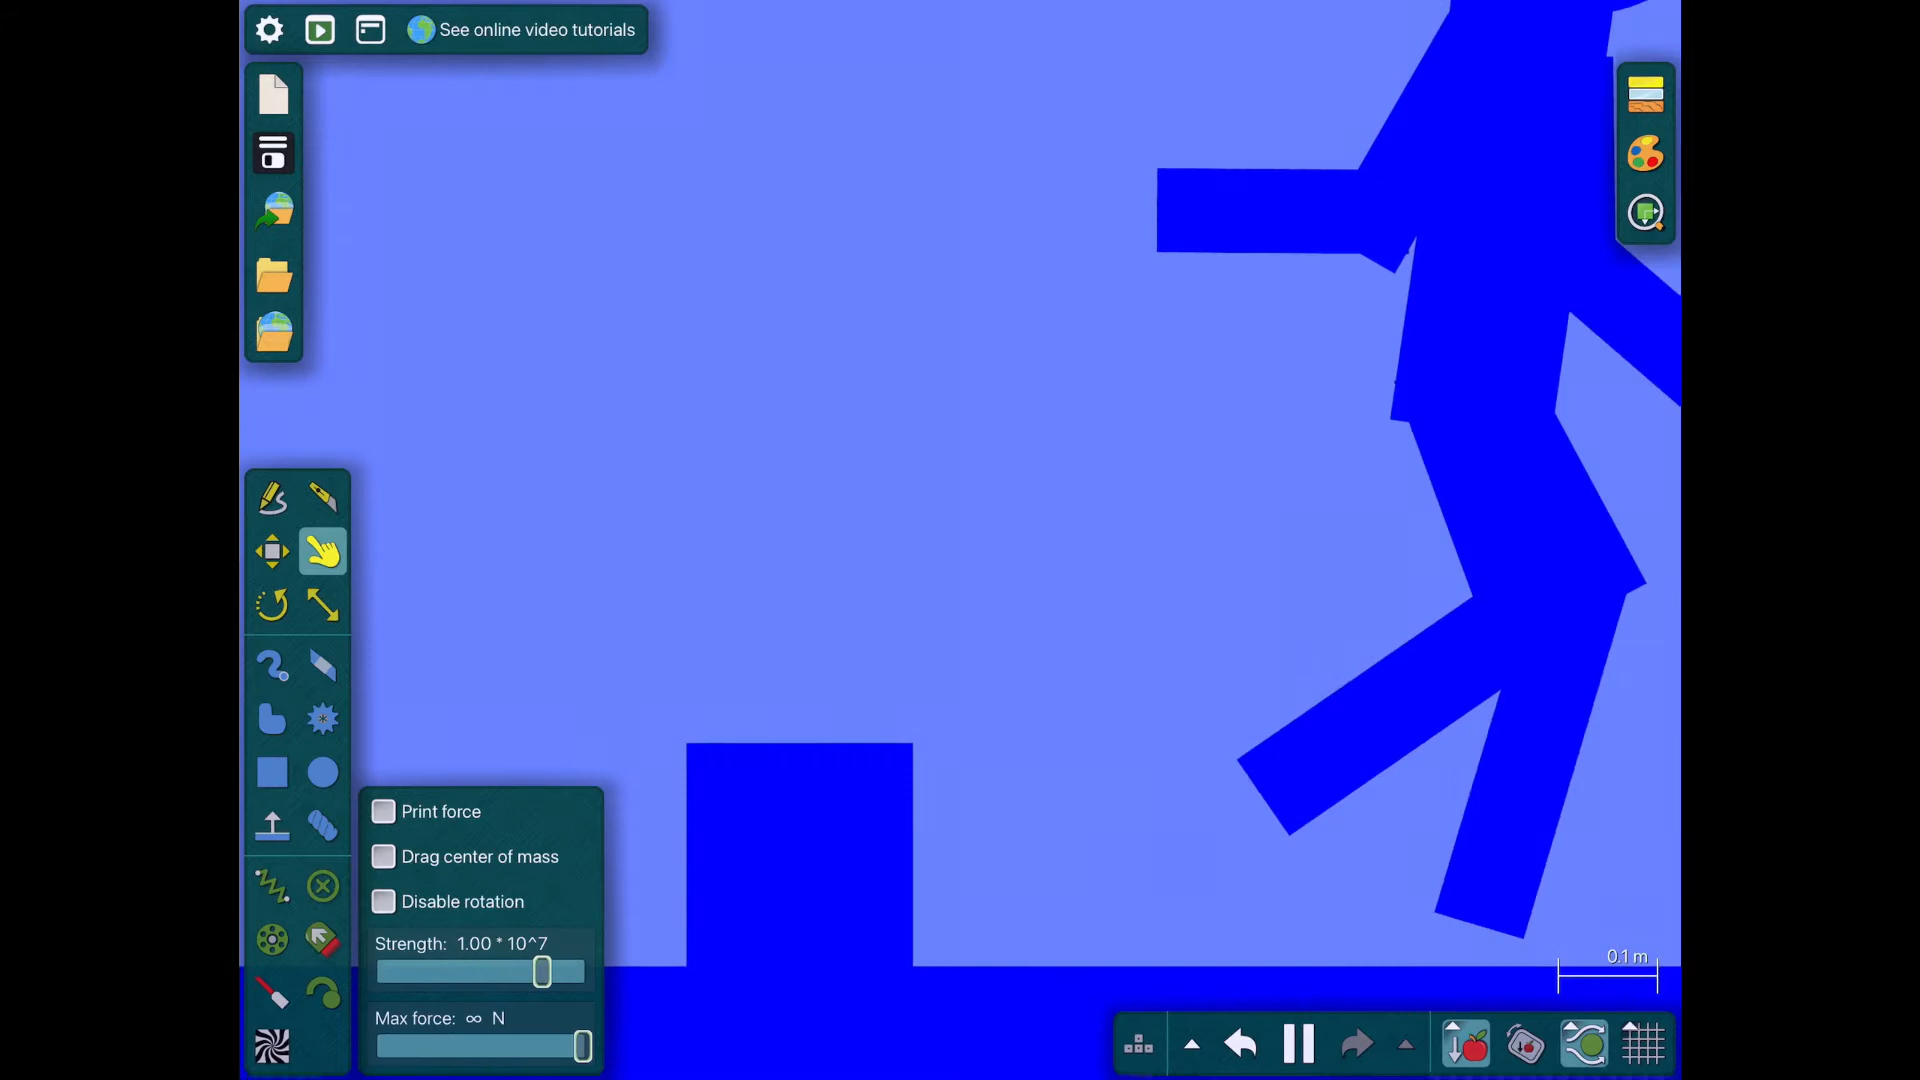 See online video tutorials
Print force
Drag center of mass
Disable rotation
Strength: 1.00 * 10^7
Max force: ∞ N
0.1 m